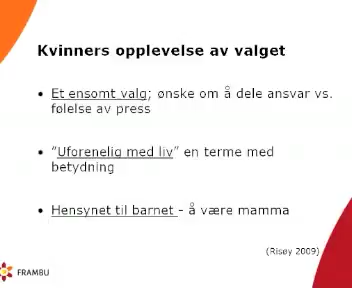 Kvinners opplevelse av valget
• Et ensomt valg; ønske om å dele ansvar vs.
følelse av press
• "Uforenelig med liv" en terme med
betydning
• Hensynet til barnet - å være mamma
(Risøy 2009)
FRAMBU